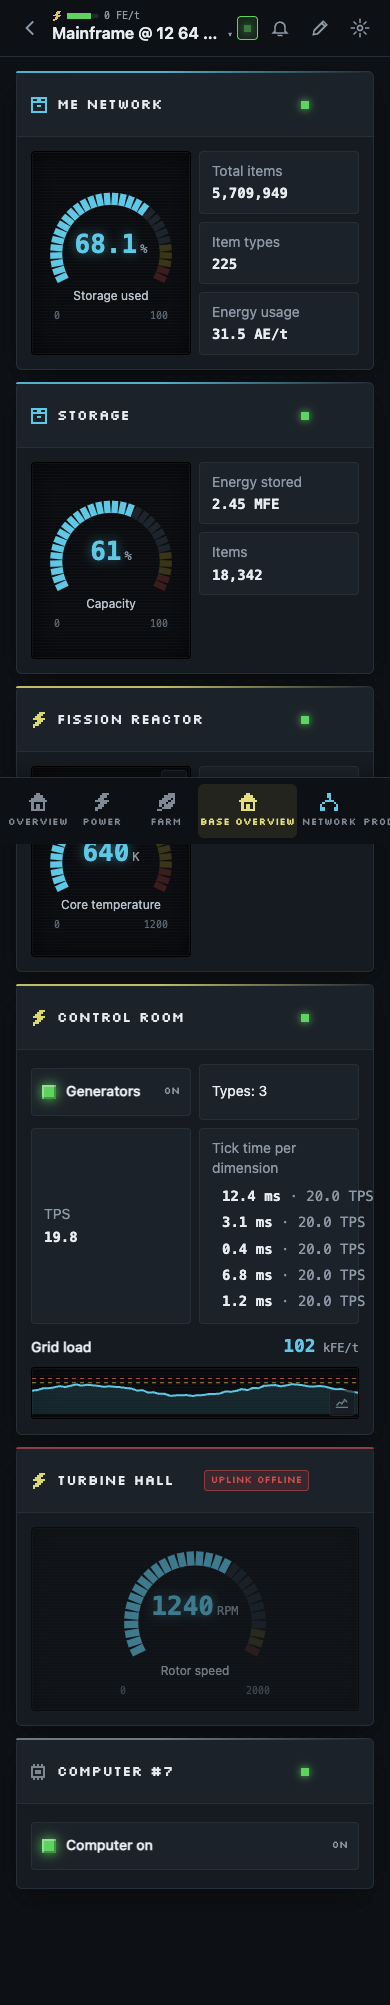 0 FE/t
Mainframe @ 12 64 ...
ME NETWORK
68.1 %
Storage used
0 100
Total items
5,709,949
Item types
225
Energy usage
31.5 AE/t
STORAGE
61 %
Capacity
0 100
Energy stored
2.45 MFE
Items
18,342
FISSION REACTOR
OVERVIEW POWER FARM BASE OVERVIEW NETWORK PROD
640 K
Core temperature
0 1200
CONTROL ROOM
Generators ON
Types: 3
TPS
19.8
Tick time per
dimension
12.4 ms · 20.0 TPS
3.1 ms · 20.0 TPS
0.4 ms · 20.0 TPS
6.8 ms · 20.0 TPS
1.2 ms · 20.0 TPS
Grid load 102 kFE/t
TURBINE HALL UPLINK OFFLINE
1240 RPM
Rotor speed
0 2000
COMPUTER #7
Computer on ON